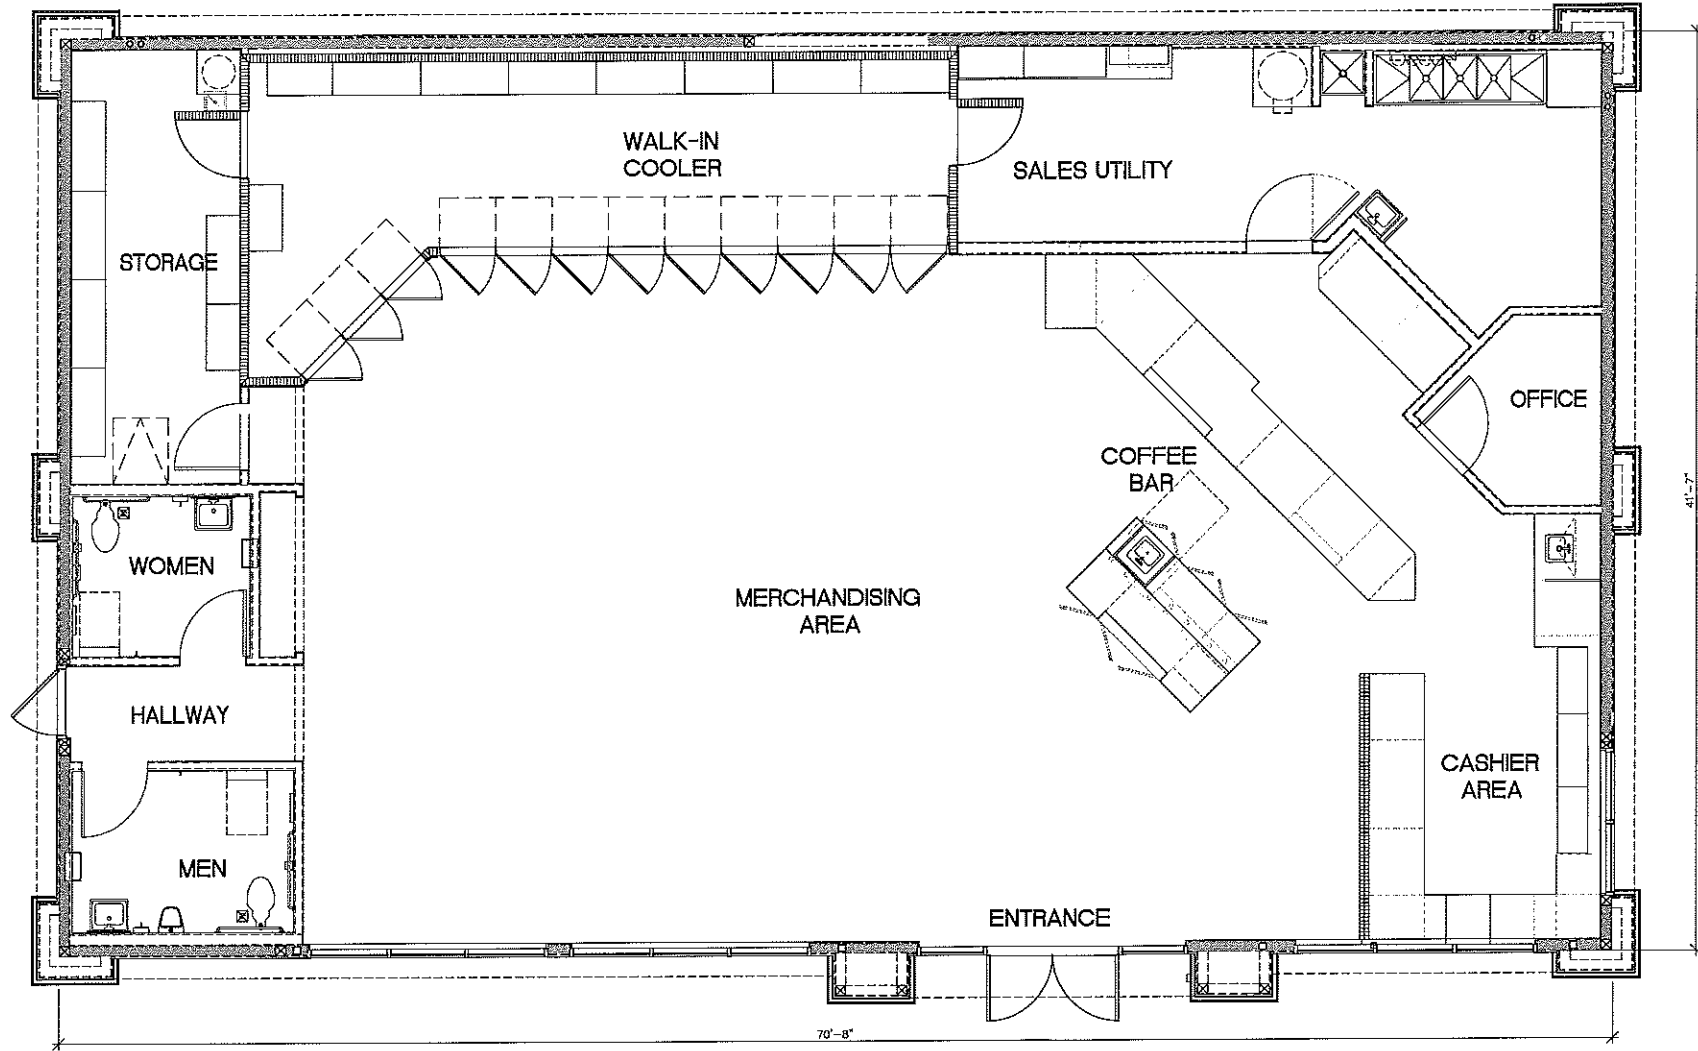 WALK-IN
COOLER
SALES UTILITY
STORAGE
OFFICE
COFFEE
BAR
41'-7"
WOMEN
MERCHANDISING
AREA
HALLWAY
CASHIER
AREA
MEN
ENTRANCE
70'-8"